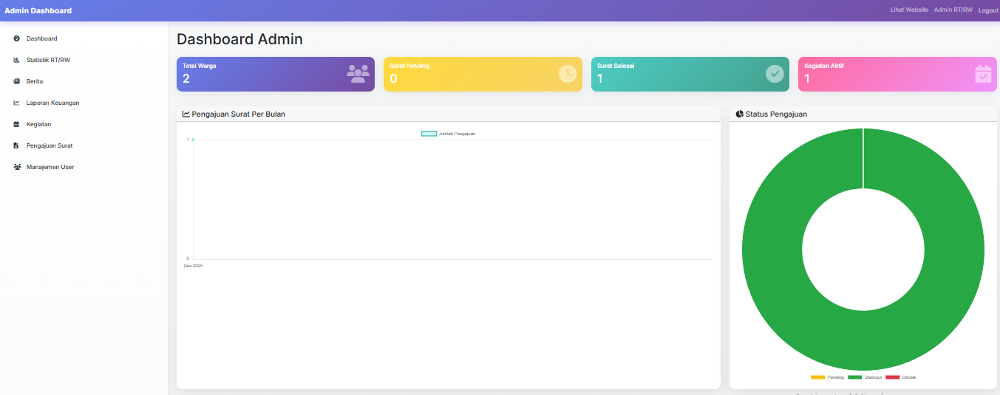 Admin Dashboard
Lihat Website Admin RT/RW Logout
Dashboard
Statistik RT/RW
Berita
Laporan Keuangan
Kegiatan
Pengajuan Surat
Manajemen User
Dashboard Admin
Total Warga
2
Surat Pending
0
Surat Selesai
1
Kegiatan Aktif
1
Pengajuan Surat Per Bulan
Jumlah Pengajuan
1
0
Des 2025
Status Pengajuan
Pending Disetujui Ditolak